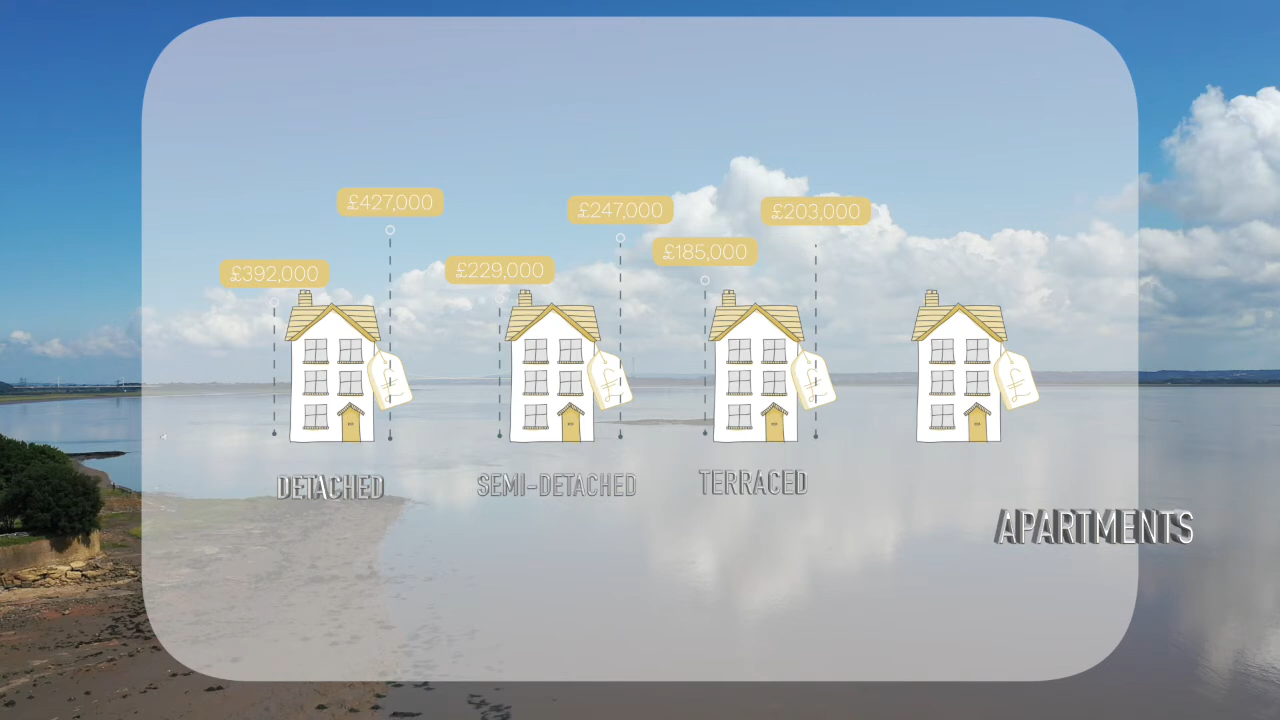 £392,000
£427,000
DETACHED
£229,000
£247,000
SEMI-DETACHED
£185,000
£203,000
TERRACED
£
£
£
£
APARTMENTS